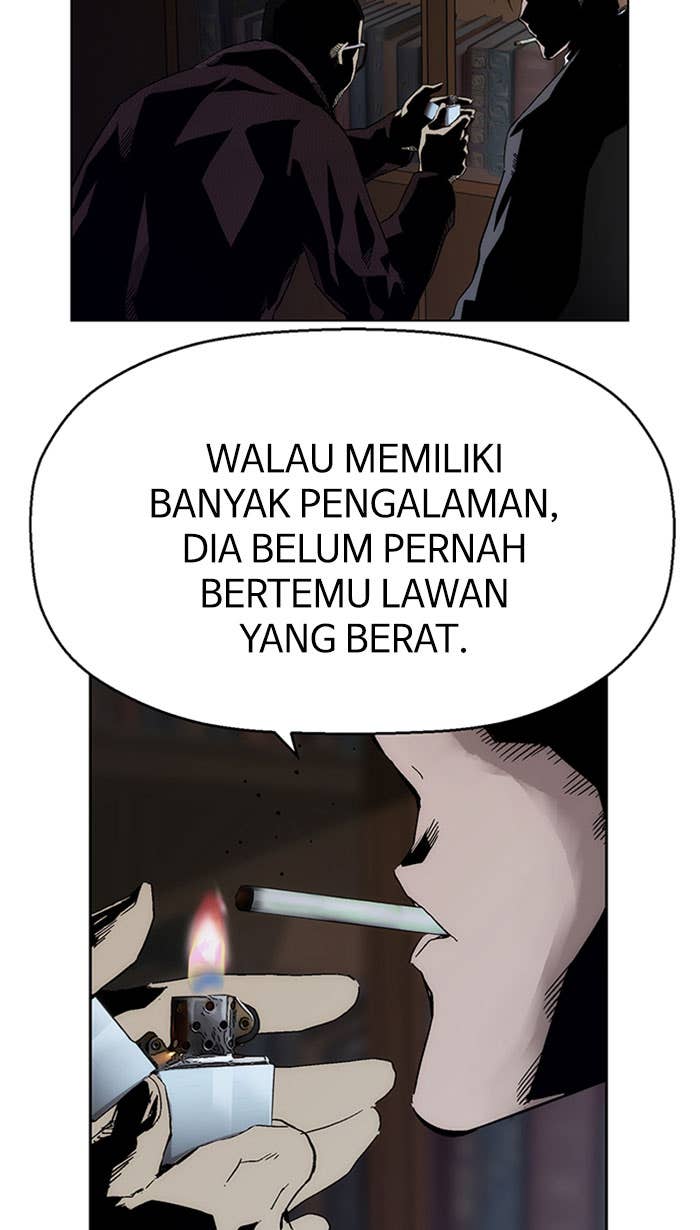 WALAU MEMILIKI
BANYAK PENGALAMAN,
DIA BELUM PERNAH
BERTEMU LAWAN
YANG BERAT.